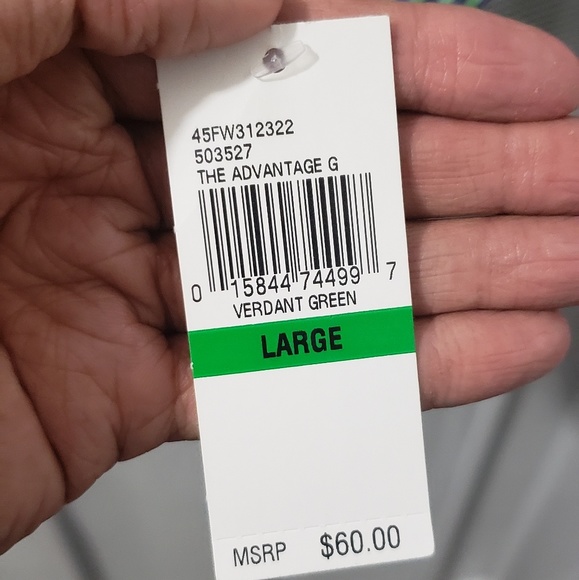 45FW312322
503527
THE ADVANTAGE G
0 15844 74499 7
VERDANT GREEN
LARGE
MSRP $60.00